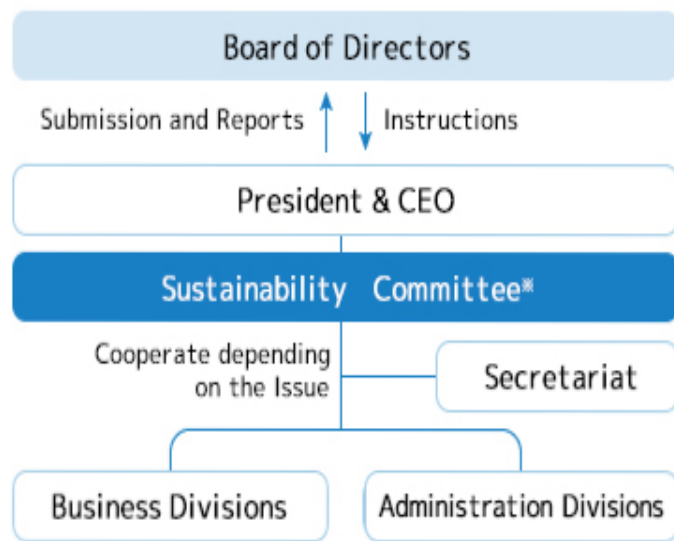 Board of Directors
Submission and Reports
Instructions
President & CEO
Sustainability Committee※
Cooperate depending
on the Issue
Secretariat
Business Divisions
Administration Divisions